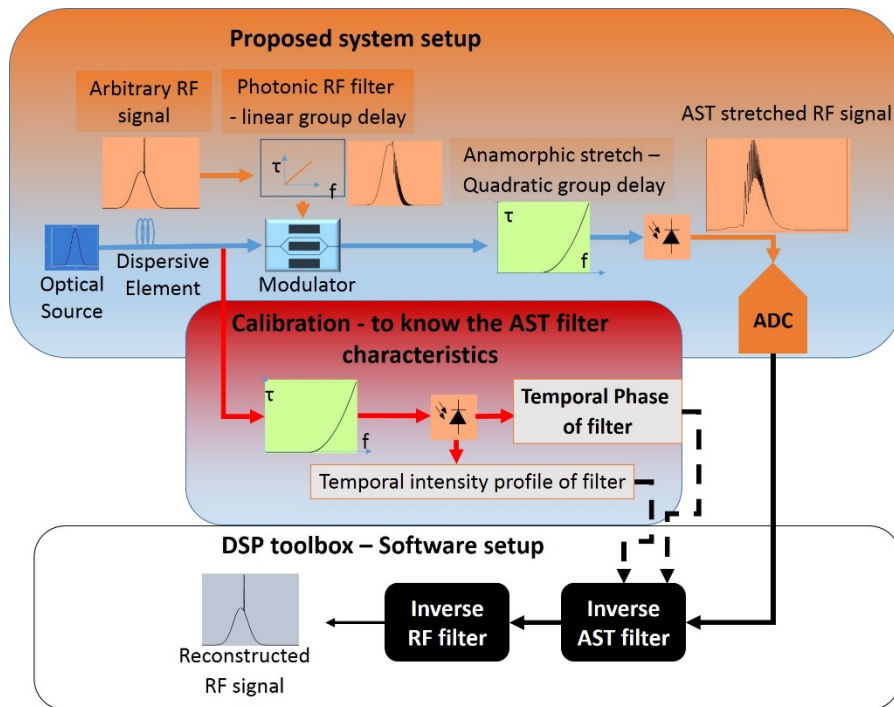 Proposed system setup
Arbitrary RF
signal
Photonic RF filter
- linear group delay
AST stretched RF signal
τ
f
Anamorphic stretch –
Quadratic group delay
τ
f
Optical
Source
Dispersive
Element
Modulator
ADC
Calibration - to know the AST filter
characteristics
τ
f
Temporal Phase
of filter
Temporal intensity profile of filter
DSP toolbox – Software setup
Reconstructed
RF signal
Inverse
RF filter
Inverse
AST filter